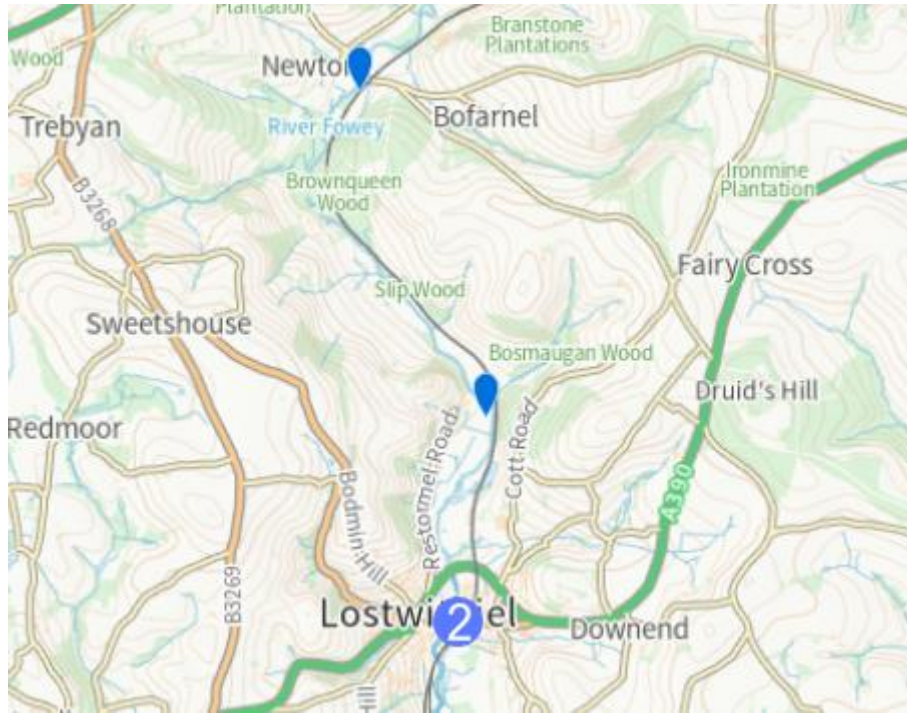 Plantation
Branstone
Plantations
Wood
Newton
Bofarnel
Trebyan
River Fowey
Ironmine
Plantation
Brownqueen
Wood
B3268
Fairy Cross
Slip Wood
Sweetshouse
Bosmaugan Wood
Druid's Hill
Redmoor
Restormel Road
Cott Road
A390
Bodmin Hill
B3269
Lostwithiel
2
Downend
Hill